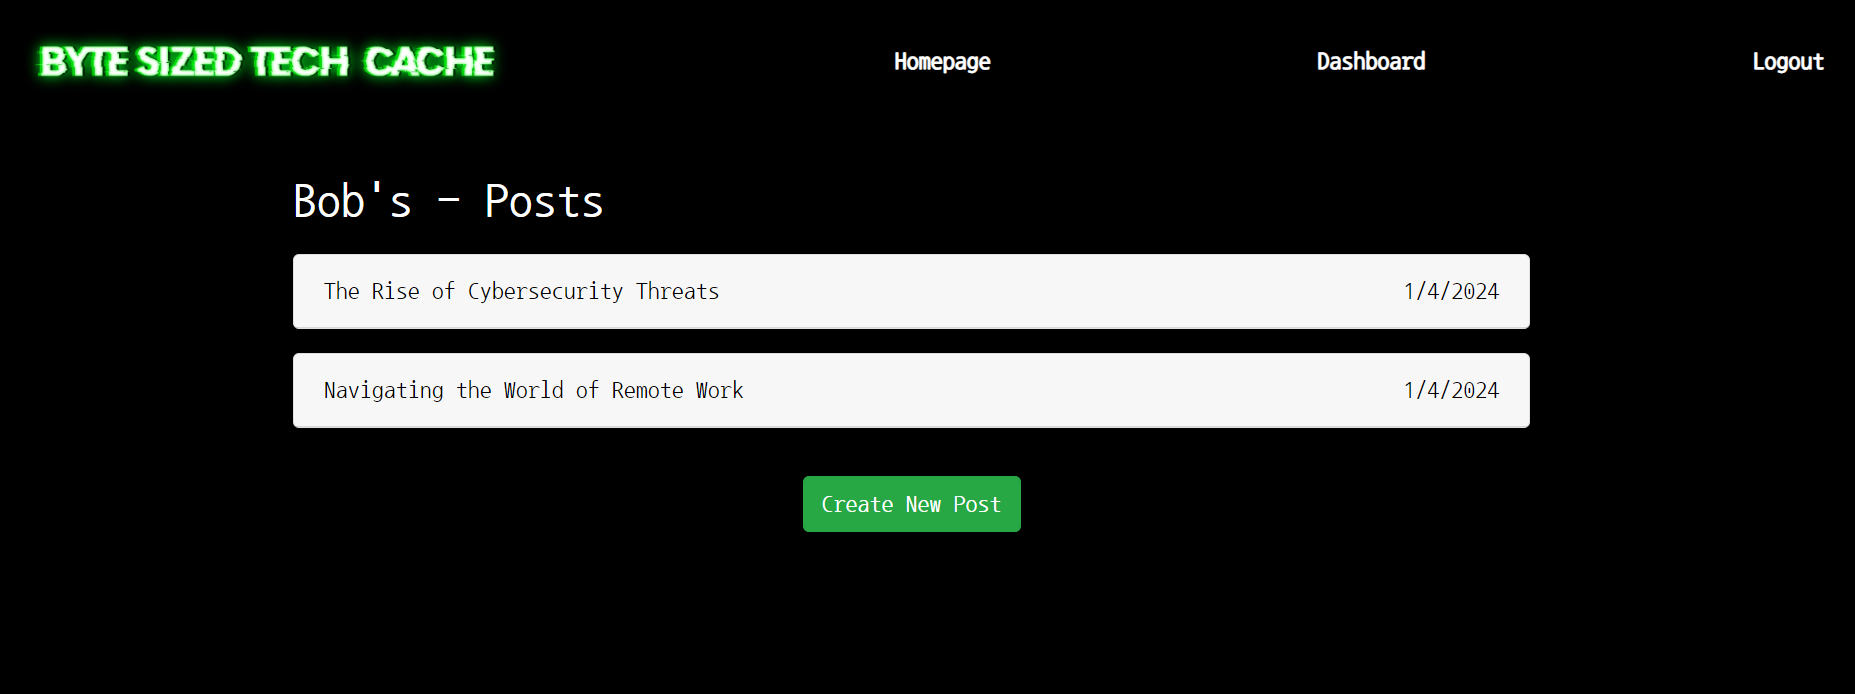 BYTE SIZED TECH CACHE
Homepage
Dashboard
Logout
Bob's - Posts
The Rise of Cybersecurity Threats 1/4/2024
Navigating the World of Remote Work 1/4/2024
Create New Post